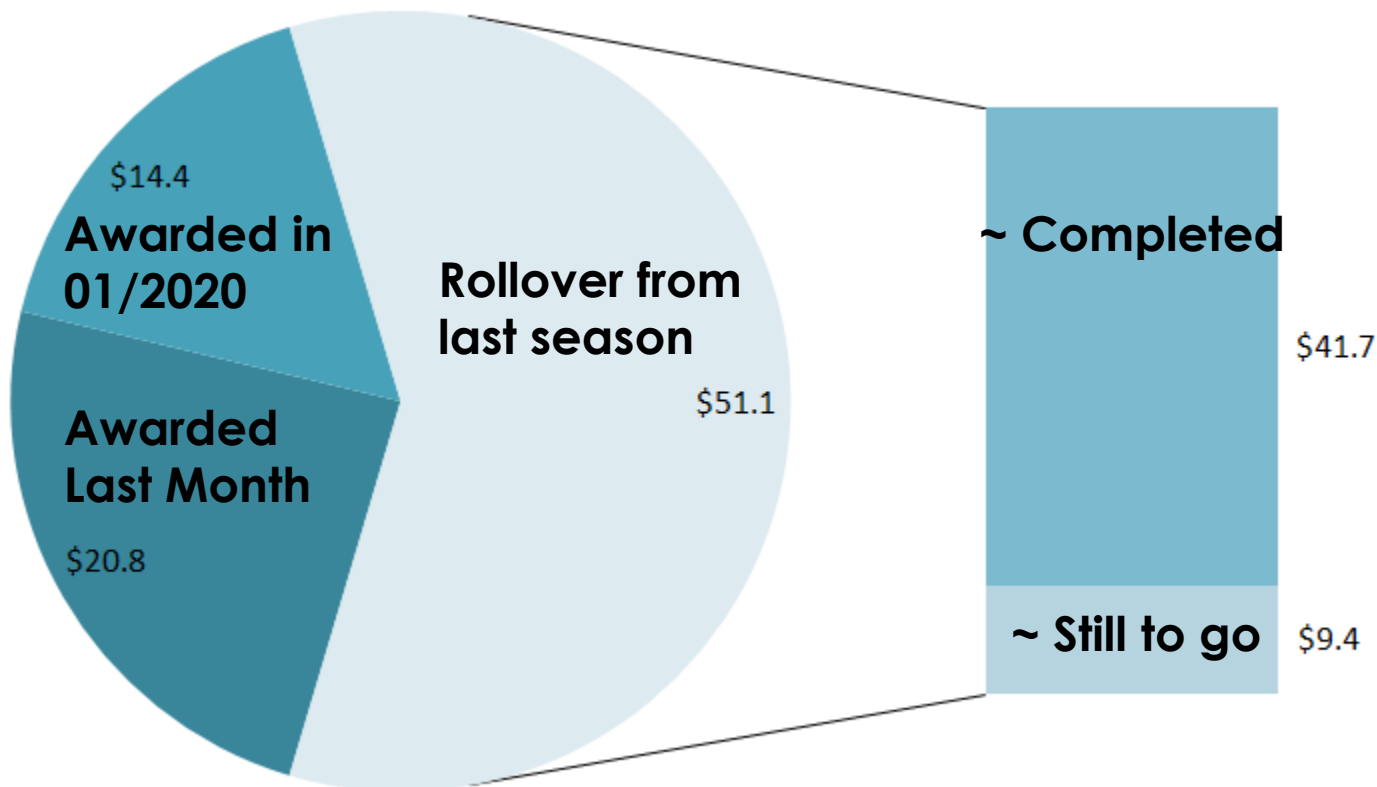 $14.4
Awarded in
01/2020
Awarded
Last Month
$20.8
Rollover from
last season
$51.1
~ Completed
$41.7
~ Still to go
$9.4